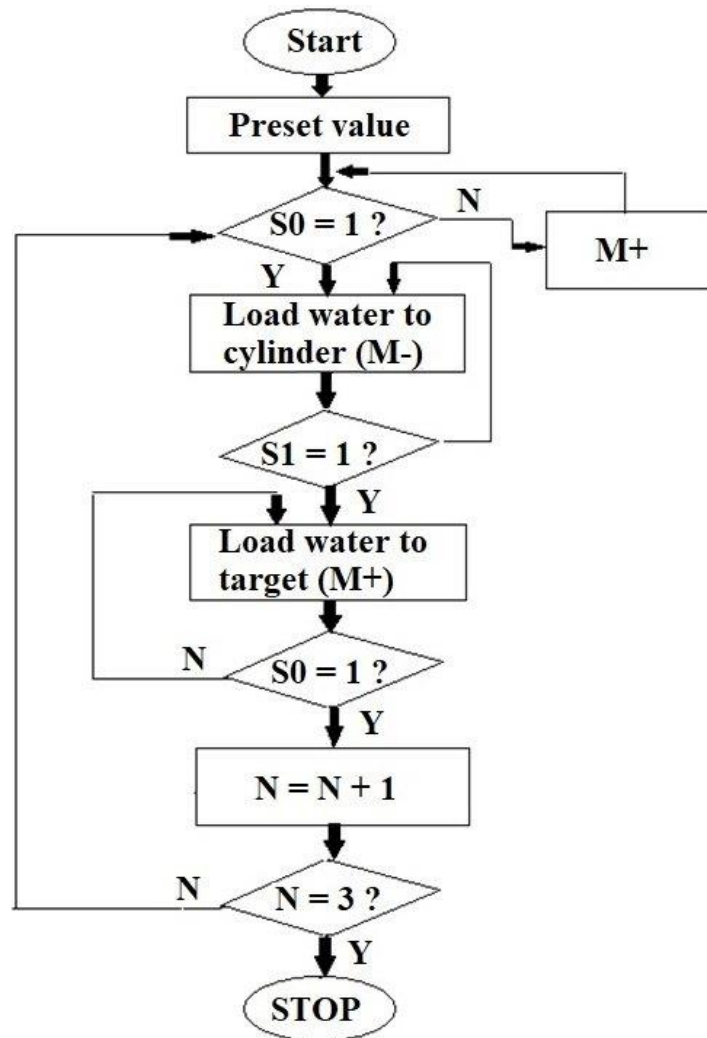 Start
Preset value
S0 = 1 ?
N
M+
Y
Load water to
cylinder (M-)
S1 = 1 ?
Y
Load water to
target (M+)
N
S0 = 1 ?
Y
N = N + 1
N
N = 3 ?
Y
STOP